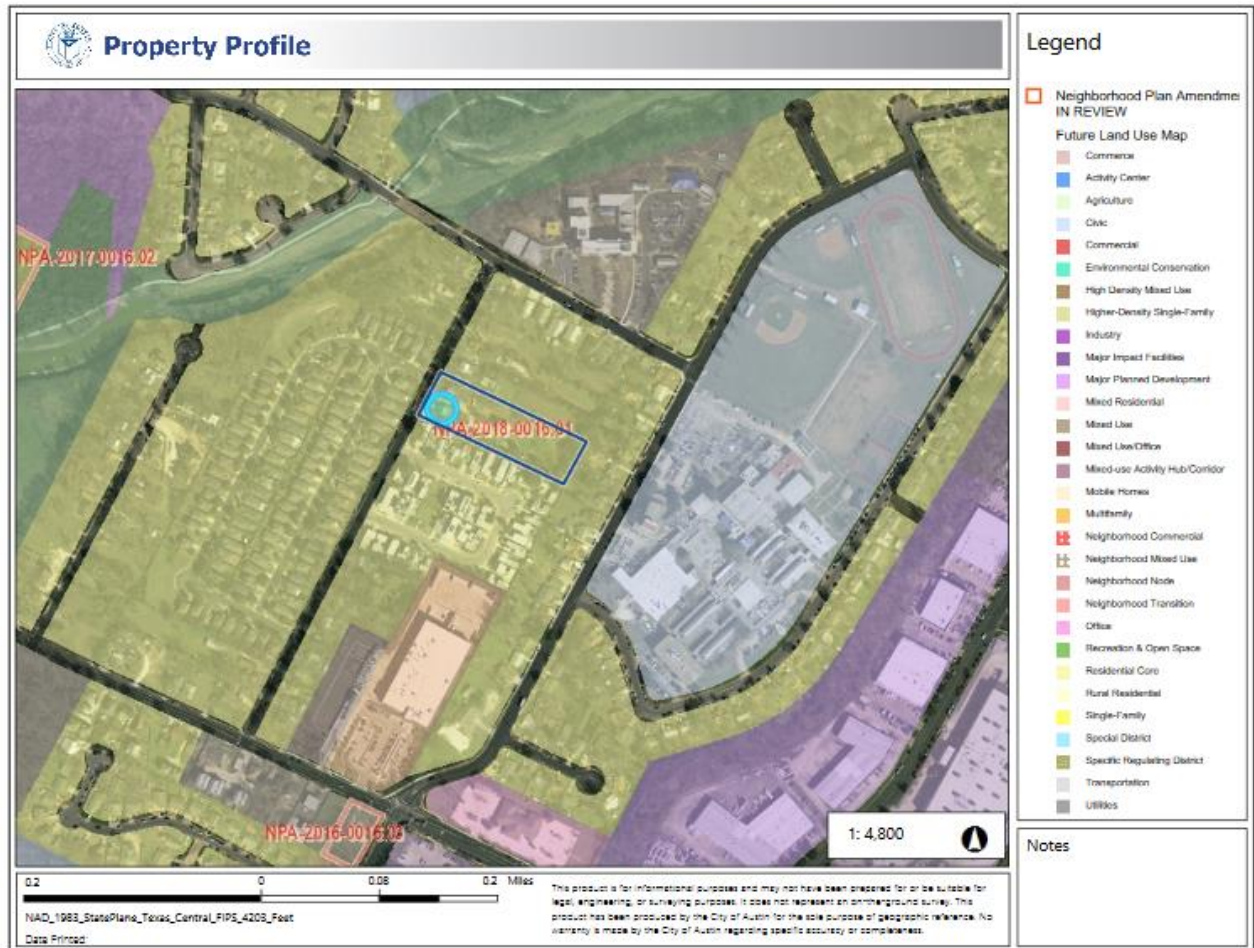 Property Profile
Legend
Neighborhood Plan Amendme
IN REVIEW
Future Land Use Map
Commerce
Activity Center
Agriculture
Civic
Commercial
Environmental Conservation
High Density Mixed Use
Higher-Density Single-Family
Industry
Major Impact Facilities
Major Planned Development
Mixed Residential
Mixed Use
Mixed Use/Office
Mixed-use Activity Hub/Corridor
Mobile Homes
Multifamily
Neighborhood Commercial
Neighborhood Mixed Use
Neighborhood Node
Neighborhood Transition
Office
Recreation & Open Space
Residential Core
Rural Residential
Single-Family
Special District
Specific Regulating District
Transportation
Utilities
NPA-2017-0016.02
NPA-2018-0016.01
NPA-2016-0016.03
1: 4,800
Notes
0.2 0 0.08 0.2 Miles
NAD_1983_StatePlane_Texas_Central_FIPS_4203_Feet
Date Printed:
This product is for informational purposes and may not have been prepared for or be suitable for
legal, engineering, or surveying purposes. It does not represent an on-the-ground survey. This
product has been produced by the City of Austin for the sole purpose of geographic reference. No
warranty is made by the City of Austin regarding specific accuracy or completeness.